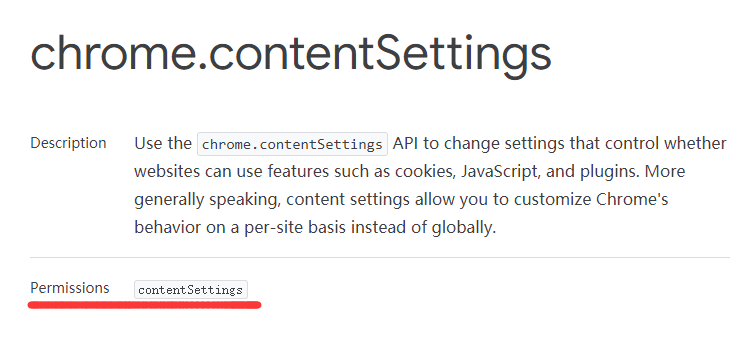 chrome.contentSettings
Description Use the chrome.contentSettings API to change settings that control whether
websites can use features such as cookies, JavaScript, and plugins. More
generally speaking, content settings allow you to customize Chrome's
behavior on a per-site basis instead of globally.
Permissions contentSettings